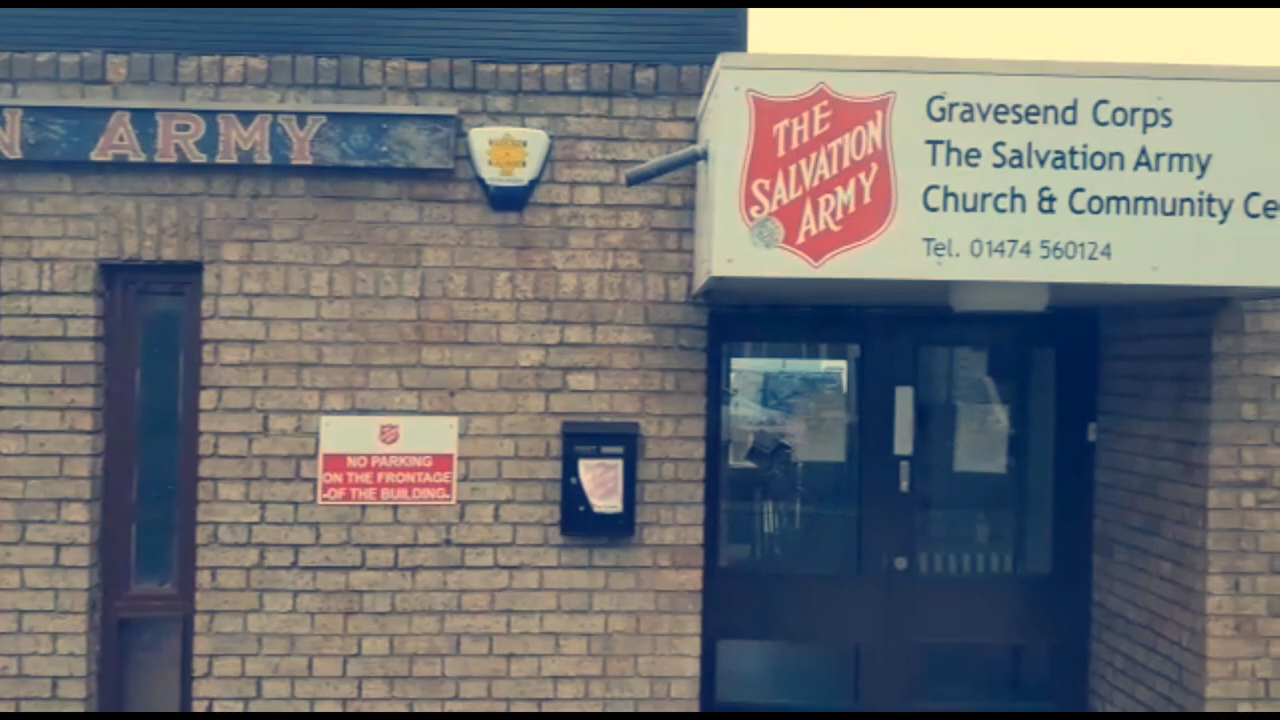 N ARMY
THE
SALVATION
ARMY
Gravesend Corps
The Salvation Army
Church & Community Ce
Tel. 01474 560124
NO PARKING
ON THE FRONTAGE
OF THE BUILDING